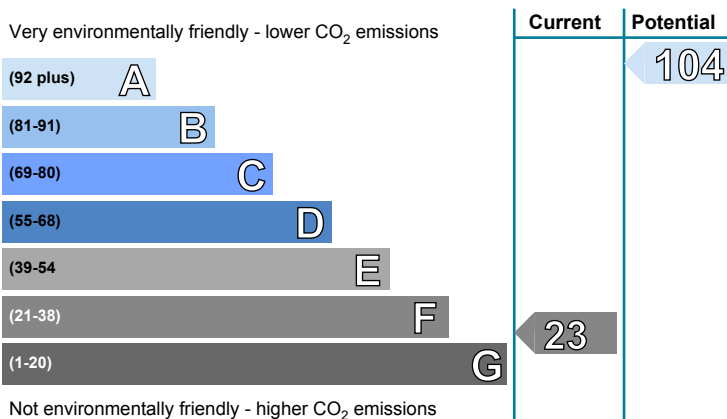 Very environmentally friendly - lower CO2 emissions
Current
Potential
(92 plus) A
104
(81-91) B
(69-80) C
(55-68) D
(39-54 E
(21-38) F
23
(1-20) G
Not environmentally friendly - higher CO2 emissions